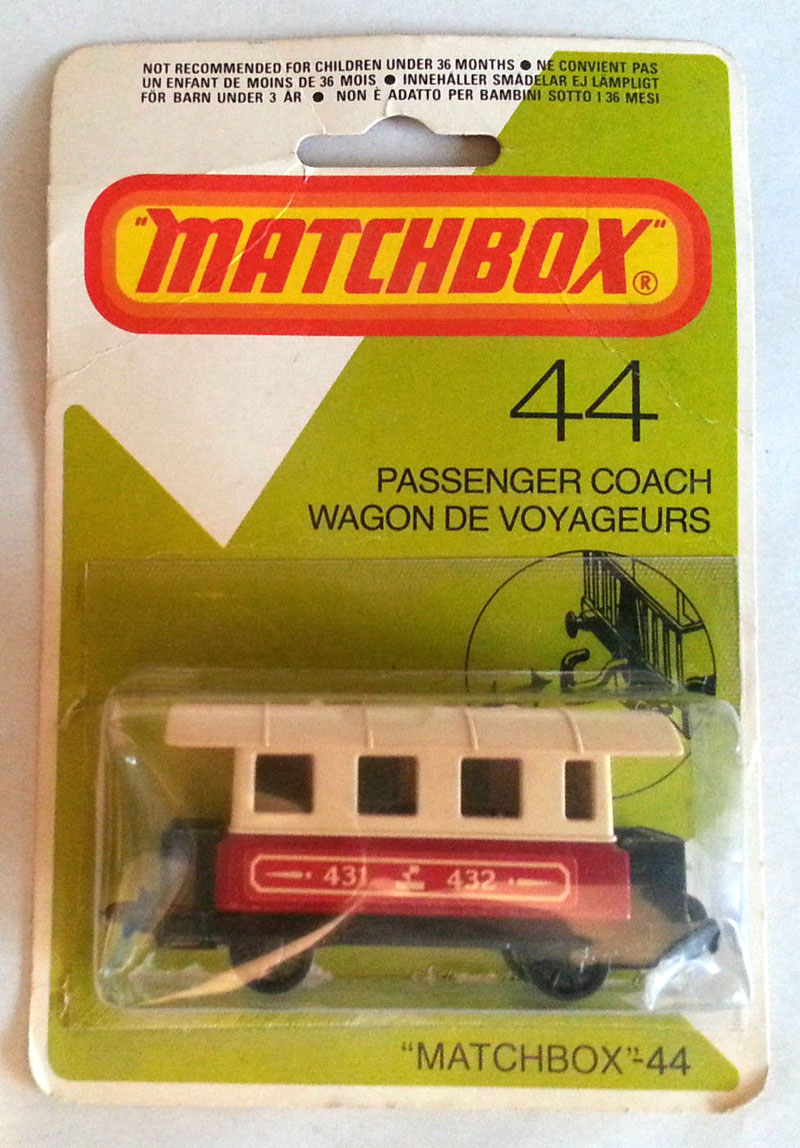 NOT RECOMMENDED FOR CHILDREN UNDER 36 MONTHS ● NE CONVIENT PAS
UN ENFANT DE MOINS DE 36 MOIS ● INNEHÅLLER SMÅDELAR EJ LÄMPLIGT
FÖR BARN UNDER 3 ÅR ● NON È ADATTO PER BAMBINI SOTTO I 36 MESI
"MATCHBOX"®
44
PASSENGER COACH
WAGON DE VOYAGEURS
431 432
"MATCHBOX"-44